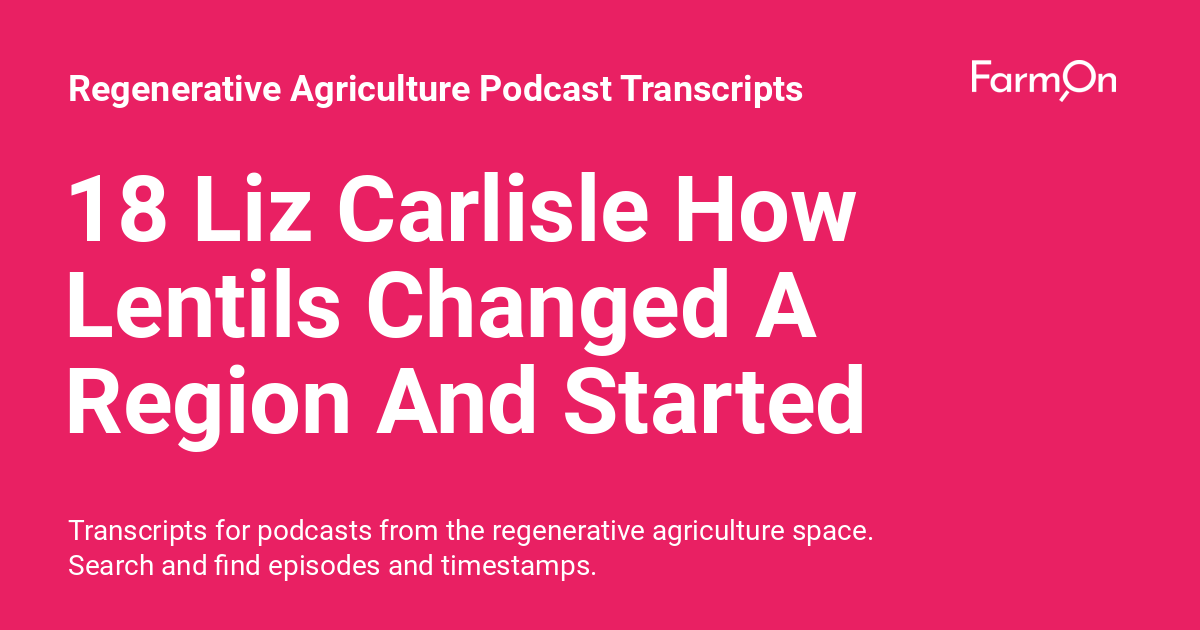 Regenerative Agriculture Podcast Transcripts
FarmOn
18 Liz Carlisle How
Lentils Changed A
Region And Started
Transcripts for podcasts from the regenerative agriculture space.
Search and find episodes and timestamps.